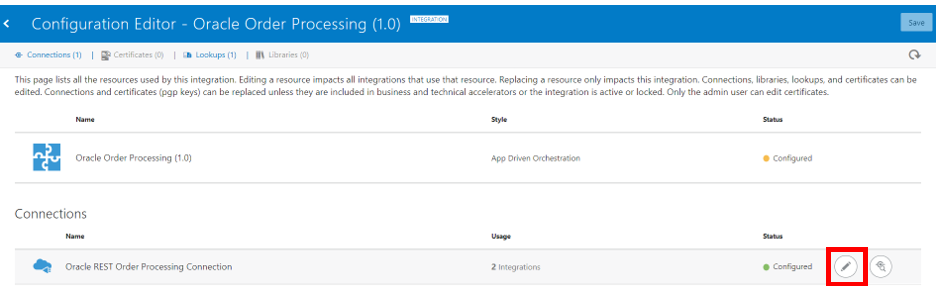 Configuration Editor - Oracle Order Processing (1.0) INTEGRATION
Save
Connections (1) | Certificates (0) | Lookups (1) | Libraries (0)
This page lists all the resources used by this integration. Editing a resource impacts all integrations that use that resource. Replacing a resource only impacts this integration. Connections, libraries, lookups, and certificates can be
edited. Connections and certificates (pgp keys) can be replaced unless they are included in business and technical accelerators or the integration is active or locked. Only the admin user can edit certificates.
Name Style Status
Oracle Order Processing (1.0) App Driven Orchestration Configured
Connections
Name Usage Status
Oracle REST Order Processing Connection 2 Integrations Configured